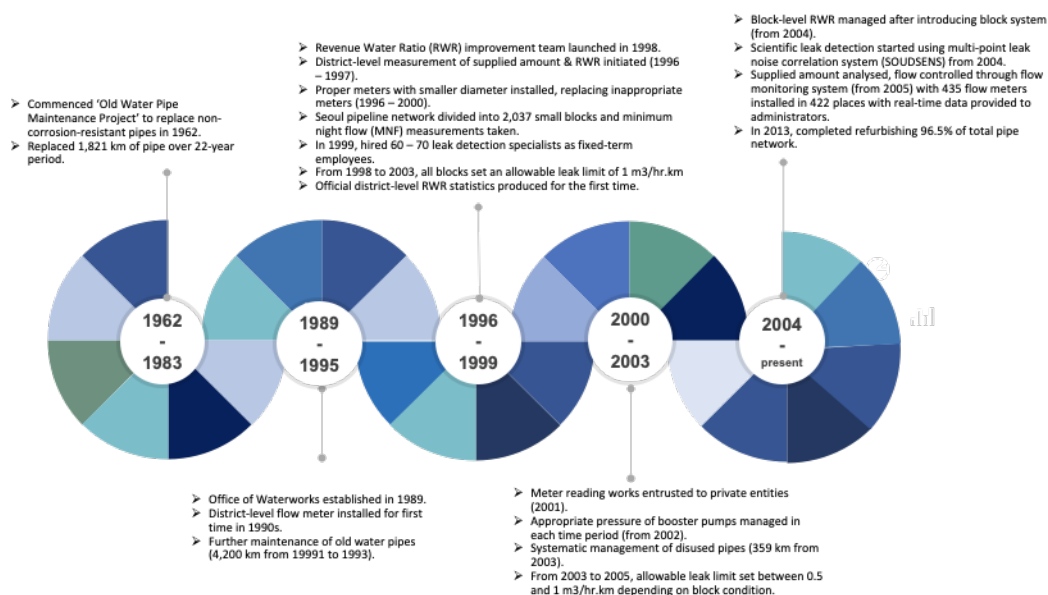 ➢ Commenced ‘Old Water Pipe
Maintenance Project’ to replace non-
corrosion-resistant pipes in 1962.
➢ Replaced 1,821 km of pipe over 22-year
period.
➢ Revenue Water Ratio (RWR) improvement team launched in 1998.
➢ District-level measurement of supplied amount & RWR initiated (1996
– 1997).
➢ Proper meters with smaller diameter installed, replacing inappropriate
meters (1996 – 2000).
➢ Seoul pipeline network divided into 2,037 small blocks and minimum
night flow (MNF) measurements taken.
➢ In 1999, hired 60 – 70 leak detection specialists as fixed-term
employees.
➢ From 1998 to 2003, all blocks set an allowable leak limit of 1 m3/hr.km
➢ Official district-level RWR statistics produced for the first time.
➢ Block-level RWR managed after introducing block system
(from 2004).
➢ Scientific leak detection started using multi-point leak
noise correlation system (SOUDSENS) from 2004.
➢ Supplied amount analysed, flow controlled through flow
monitoring system (from 2005) with 435 flow meters
installed in 422 places with real-time data provided to
administrators.
➢ In 2013, completed refurbishing 96.5% of total pipe
network.
1962
-
1983
1989
-
1995
1996
-
1999
2000
-
2003
2004
-
present
➢ Office of Waterworks established in 1989.
➢ District-level flow meter installed for first
time in 1990s.
➢ Further maintenance of old water pipes
(4,200 km from 19991 to 1993).
➢ Meter reading works entrusted to private entities
(2001).
➢ Appropriate pressure of booster pumps managed in
each time period (from 2002).
➢ Systematic management of disused pipes (359 km from
2003).
➢ From 2003 to 2005, allowable leak limit set between 0.5
and 1 m3/hr.km depending on block condition.